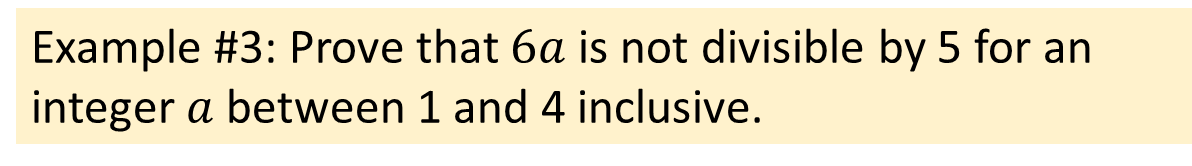 Example #3: Prove that 6𝑎 is not divisible by 5 for an
integer 𝑎 between 1 and 4 inclusive.